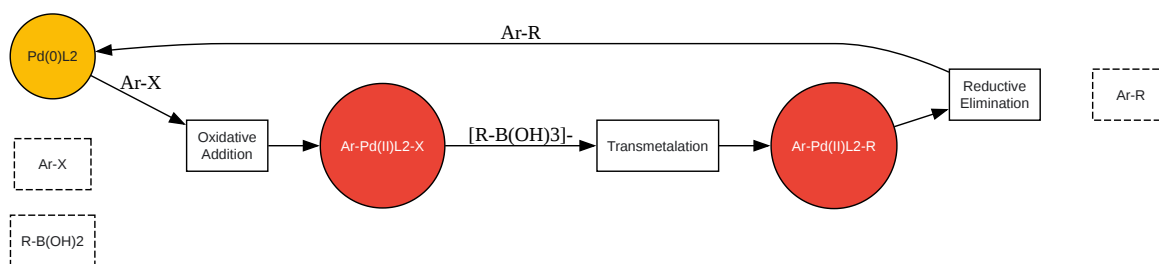 Pd(0)L2
Ar-X
Oxidative
Addition
Ar-Pd(II)L2-X
[R-B(OH)3]-
Transmetalation
Ar-Pd(II)L2-R
Reductive
Elimination
Ar-R
Ar-R
Ar-X
R-B(OH)2